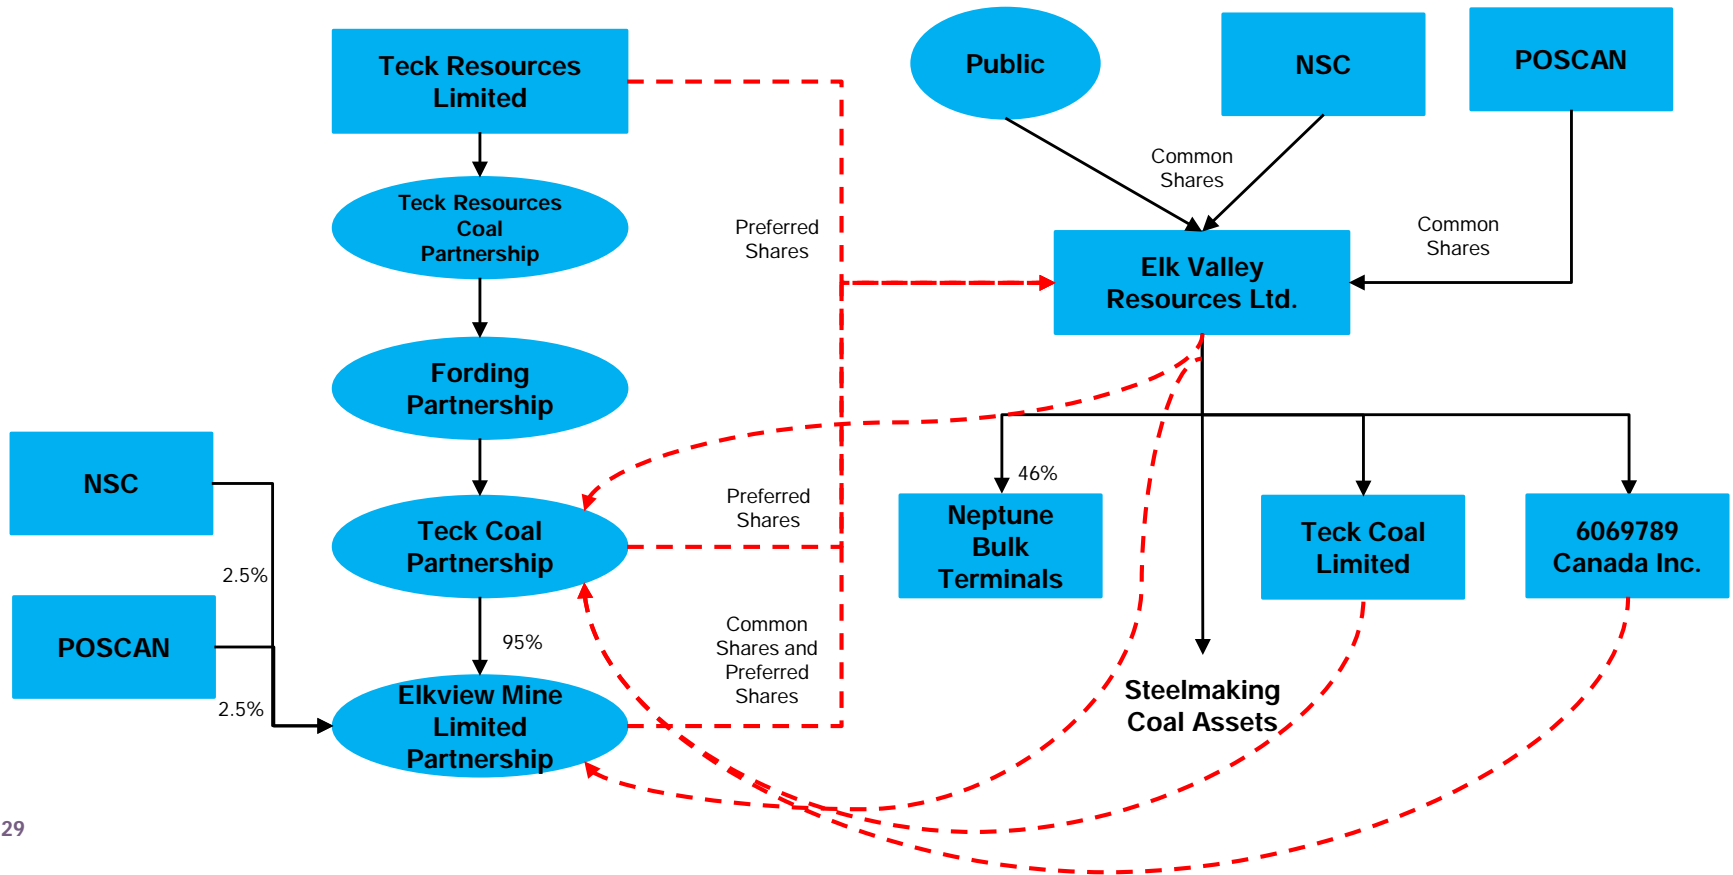 Teck Resources
Limited
Public
NSC
POSCAN
Common
Shares
Teck Resources
Coal
Partnership
Preferred
Shares
Common
Shares
Elk Valley
Resources Ltd.
Fording
Partnership
NSC
46%
Preferred
Shares
Teck Coal
Partnership
Neptune
Bulk
Terminals
Teck Coal
Limited
6069789
Canada Inc.
2.5%
POSCAN
95%
Common
Shares and
Preferred
Shares
2.5%
Elkview Mine
Limited
Partnership
Steelmaking
Coal Assets
29